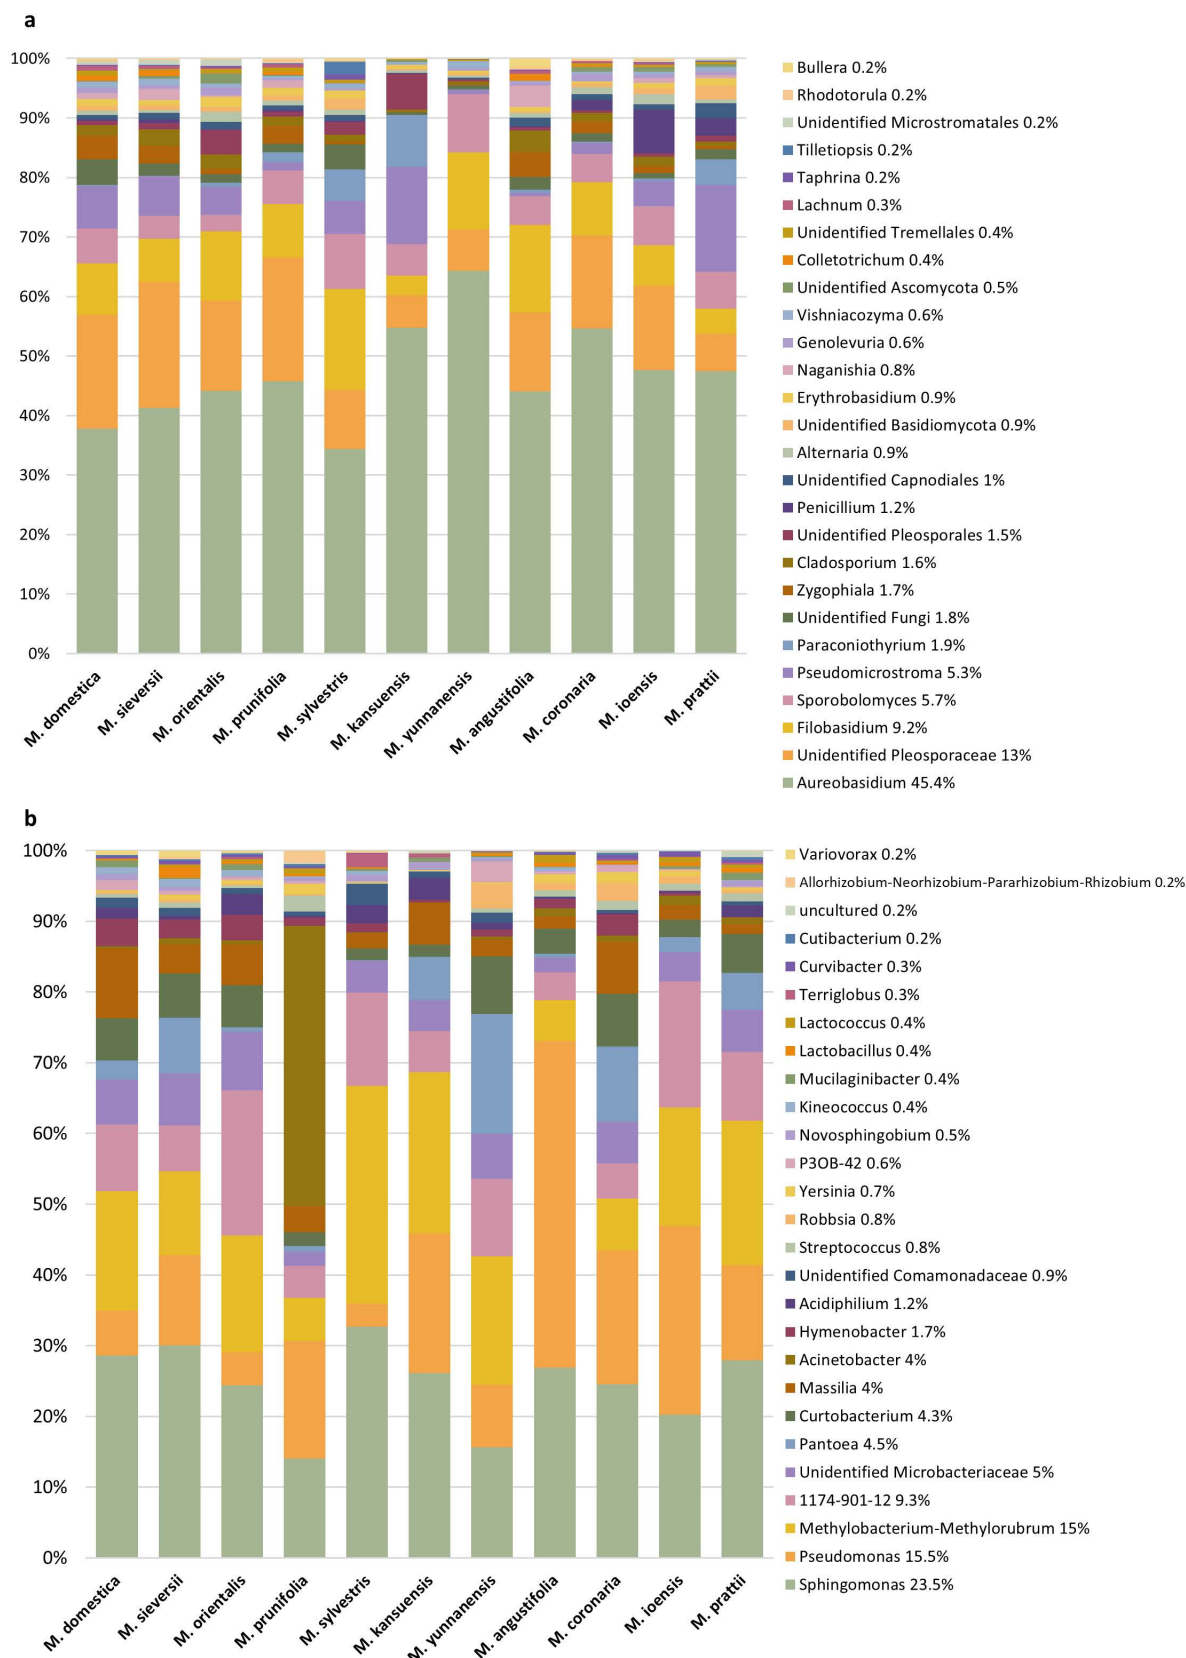 a
100%
90%
80%
70%
60%
50%
40%
30%
20%
10%
0%
M. domestica
M. sieversii
M. orientalis
M. prunifolia
M. sylvestris
M. kansuensis
M. yunnanensis
M. angustifolia
M. coronaria
M. ioensis
M. prattii
Bullera 0.2%
Rhodotorula 0.2%
Unidentified Microstromatales 0.2%
Tilletiopsis 0.2%
Taphrina 0.2%
Lachnum 0.3%
Unidentified Tremellales 0.4%
Colletotrichum 0.4%
Unidentified Ascomycota 0.5%
Vishniacozyma 0.6%
Genolevuria 0.6%
Naganishia 0.8%
Erythrobasidium 0.9%
Unidentified Basidiomycota 0.9%
Alternaria 0.9%
Unidentified Capnodiales 1%
Penicillium 1.2%
Unidentified Pleosporales 1.5%
Cladosporium 1.6%
Zygophiala 1.7%
Unidentified Fungi 1.8%
Paraconiothyrium 1.9%
Pseudomicrostroma 5.3%
Sporobolomyces 5.7%
Filobasidium 9.2%
Unidentified Pleosporaceae 13%
Aureobasidium 45.4%
b
100%
90%
80%
70%
60%
50%
40%
30%
20%
10%
0%
M. domestica
M. sieversii
M. orientalis
M. prunifolia
M. sylvestris
M. kansuensis
M. yunnanensis
M. angustifolia
M. coronaria
M. ioensis
M. prattii
Variovorax 0.2%
Allorhizobium-Neorhizobium-Pararhizobium-Rhizobium 0.2%
uncultured 0.2%
Cutibacterium 0.2%
Curvibacter 0.3%
Terriglobus 0.3%
Lactococcus 0.4%
Lactobacillus 0.4%
Mucilaginibacter 0.4%
Kineococcus 0.4%
Novosphingobium 0.5%
P3OB-42 0.6%
Yersinia 0.7%
Robbsia 0.8%
Streptococcus 0.8%
Unidentified Comamonadaceae 0.9%
Acidiphilium 1.2%
Hymenobacter 1.7%
Acinetobacter 4%
Massilia 4%
Curtobacterium 4.3%
Pantoea 4.5%
Unidentified Microbacteriaceae 5%
1174-901-12 9.3%
Methylobacterium-Methylorubrum 15%
Pseudomonas 15.5%
Sphingomonas 23.5%